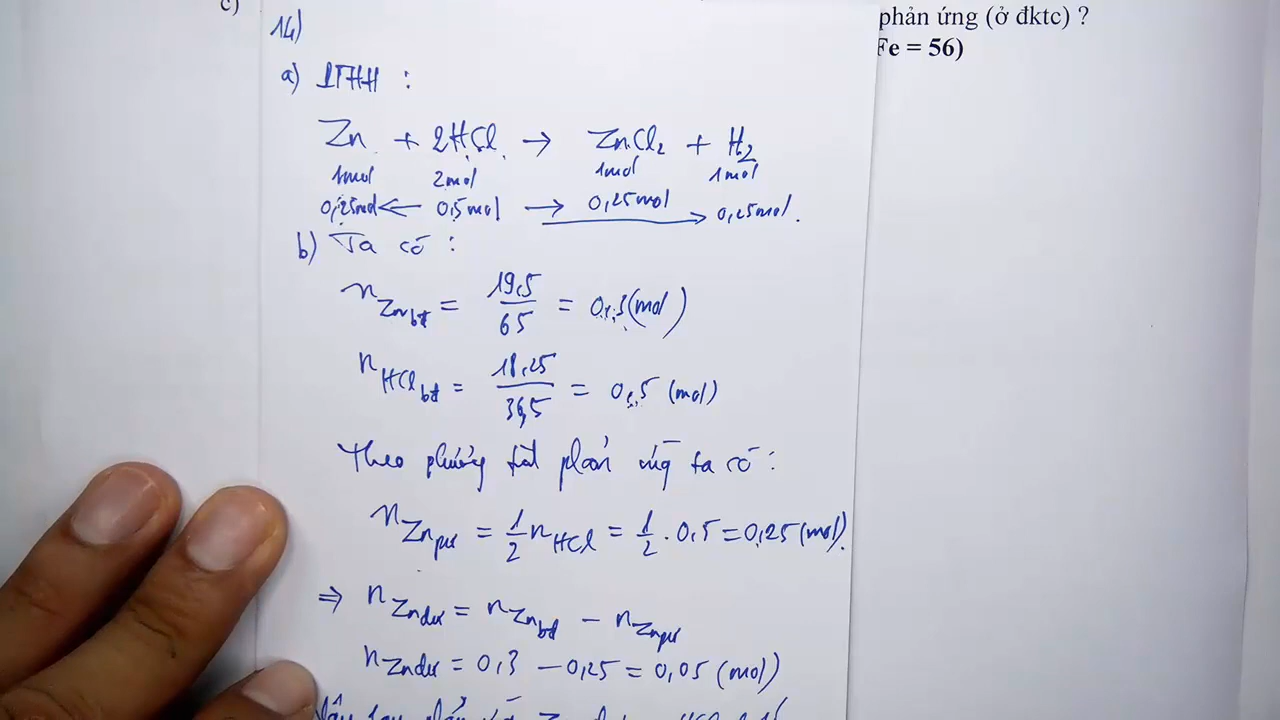 c)
phản ứng (ở đktc) ?
Fe = 56)
14)
a) PTHH :
Zn + 2HCl → ZnCl2 + H2
1mol 2mol 1mol 1mol
0,25mol ← 0,5mol → 0,25mol → 0,25mol.
b) Ta có :
nZnbđ = 19,5/65 = 0,3 (mol)
nHClbđ = 18,25/36,5 = 0,5 (mol)
Theo phương trình phản ứng ta có :
nZnpư = 1/2 nHCl = 1/2 . 0,5 = 0,25 (mol).
⇒ nZndư = nZnbđ − nZnpư
nZndư = 0,3 − 0,25 = 0,05 (mol)